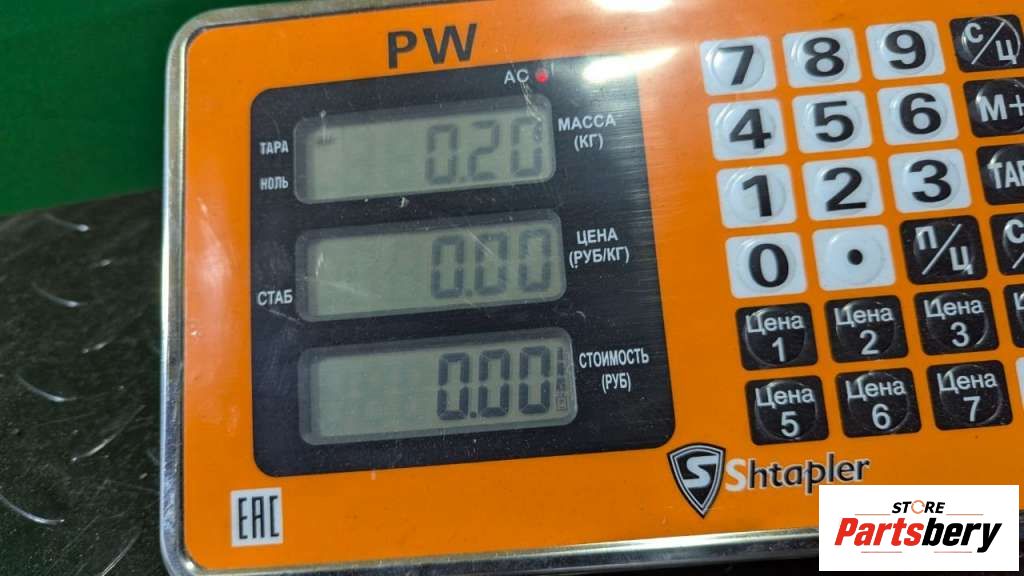 PW
AC
ТАРА
НОЛЬ
0.20
МАССА
(КГ)
СТАБ
0.00
ЦЕНА
(РУБ/КГ)
0.00
СТОИМОСТЬ
(РУБ)
7 8 9 С/Ц
4 5 6 М+
1 2 3 ТАР
0 . П/Ц С
Цена 1 Цена 2 Цена 3
Цена 5 Цена 6 Цена 7
S Shtapler
EAC
STORE
Partsbery